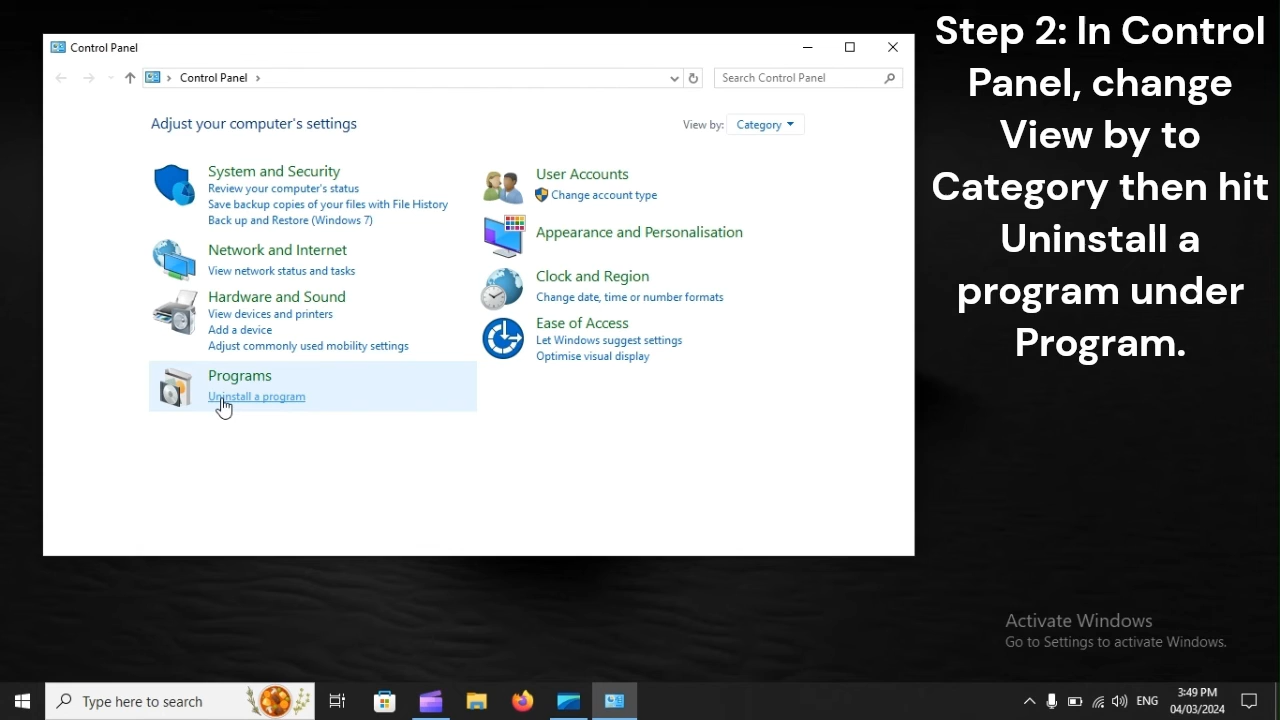 Control Panel
Control Panel
Search Control Panel
Adjust your computer's settings
View by: Category
System and Security
Review your computer's status
Save backup copies of your files with File History
Back up and Restore (Windows 7)
Network and Internet
View network status and tasks
Hardware and Sound
View devices and printers
Add a device
Adjust commonly used mobility settings
Programs
Uninstall a program
User Accounts
Change account type
Appearance and Personalisation
Clock and Region
Change date, time or number formats
Ease of Access
Let Windows suggest settings
Optimise visual display
Step 2: In Control
Panel, change
View by to
Category then hit
Uninstall a
program under
Program.
Activate Windows
Go to Settings to activate Windows.
Type here to search
ENG
3:49 PM
04/03/2024